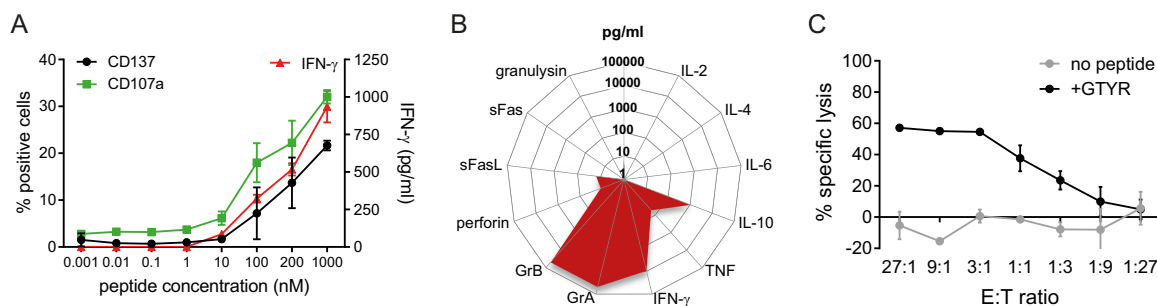 A
CD137
CD107a
IFN-γ
40
30
20
10
0
% positive cells
1250
1000
750
500
250
0
IFN-γ (pg/ml)
0.001 0.01 0.1 1 10 100 200 1000
peptide concentration (nM)
B
pg/ml
100000
10000
1000
100
10
1
IL-2
IL-4
IL-6
IL-10
TNF
IFN-γ
GrA
GrB
perforin
sFasL
sFas
granulysin
C
no peptide
+GTYR
100
80
60
40
20
0
-20
% specific lysis
27:1 9:1 3:1 1:1 1:3 1:9 1:27
E:T ratio